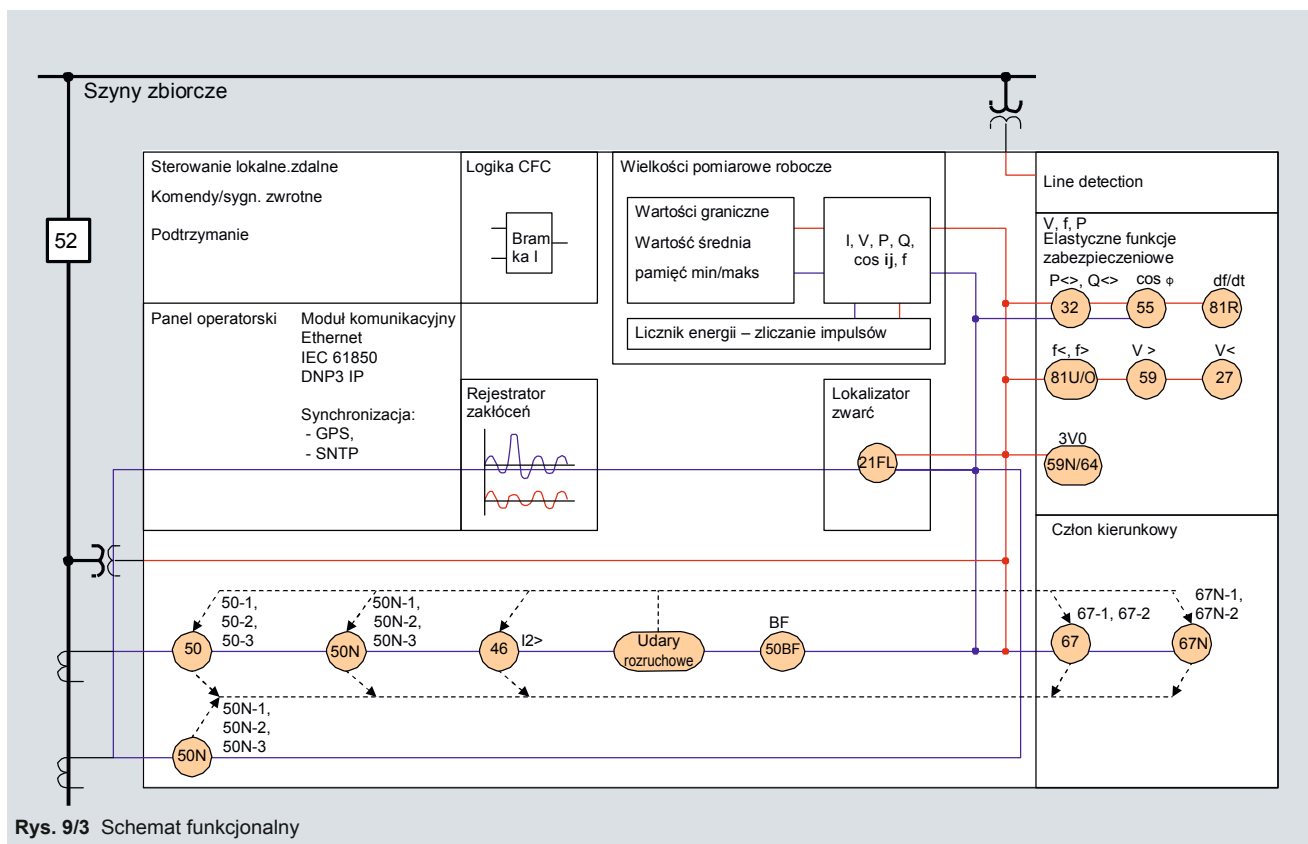 Szyny zbiorcze
52
Sterowanie lokalne.zdalne
Komendy/sygn. zwrotne
Podtrzymanie
Logika CFC
Bram
ka I
Wielkości pomiarowe robocze
Wartości graniczne
Wartość średnia
pamięć min/maks
I, V, P, Q,
cos ij, f
Licznik energii – zliczanie impulsów
Line detection
V, f, P
Elastyczne funkcje
zabezpieczeniowe
P<>, Q<>
cos φ
df/dt
32
55
81R
f<, f>
V >
V<
81U/O
59
27
3V0
59N/64
Panel operatorski
Moduł komunikacyjny
Ethernet
IEC 61850
DNP3 IP
Synchronizacja:
- GPS,
- SNTP
Rejestrator
zakłóceń
Lokalizator
zwarć
21FL
Człon kierunkowy
50-1,
50-2,
50-3
50
50N-1,
50N-2,
50N-3
50N
46
I2>
Udary
rozruchowe
BF
50BF
67-1, 67-2
67
67N-1,
67N-2
67N
50N-1,
50N-2,
50N-3
50N
Rys. 9/3 Schemat funkcjonalny